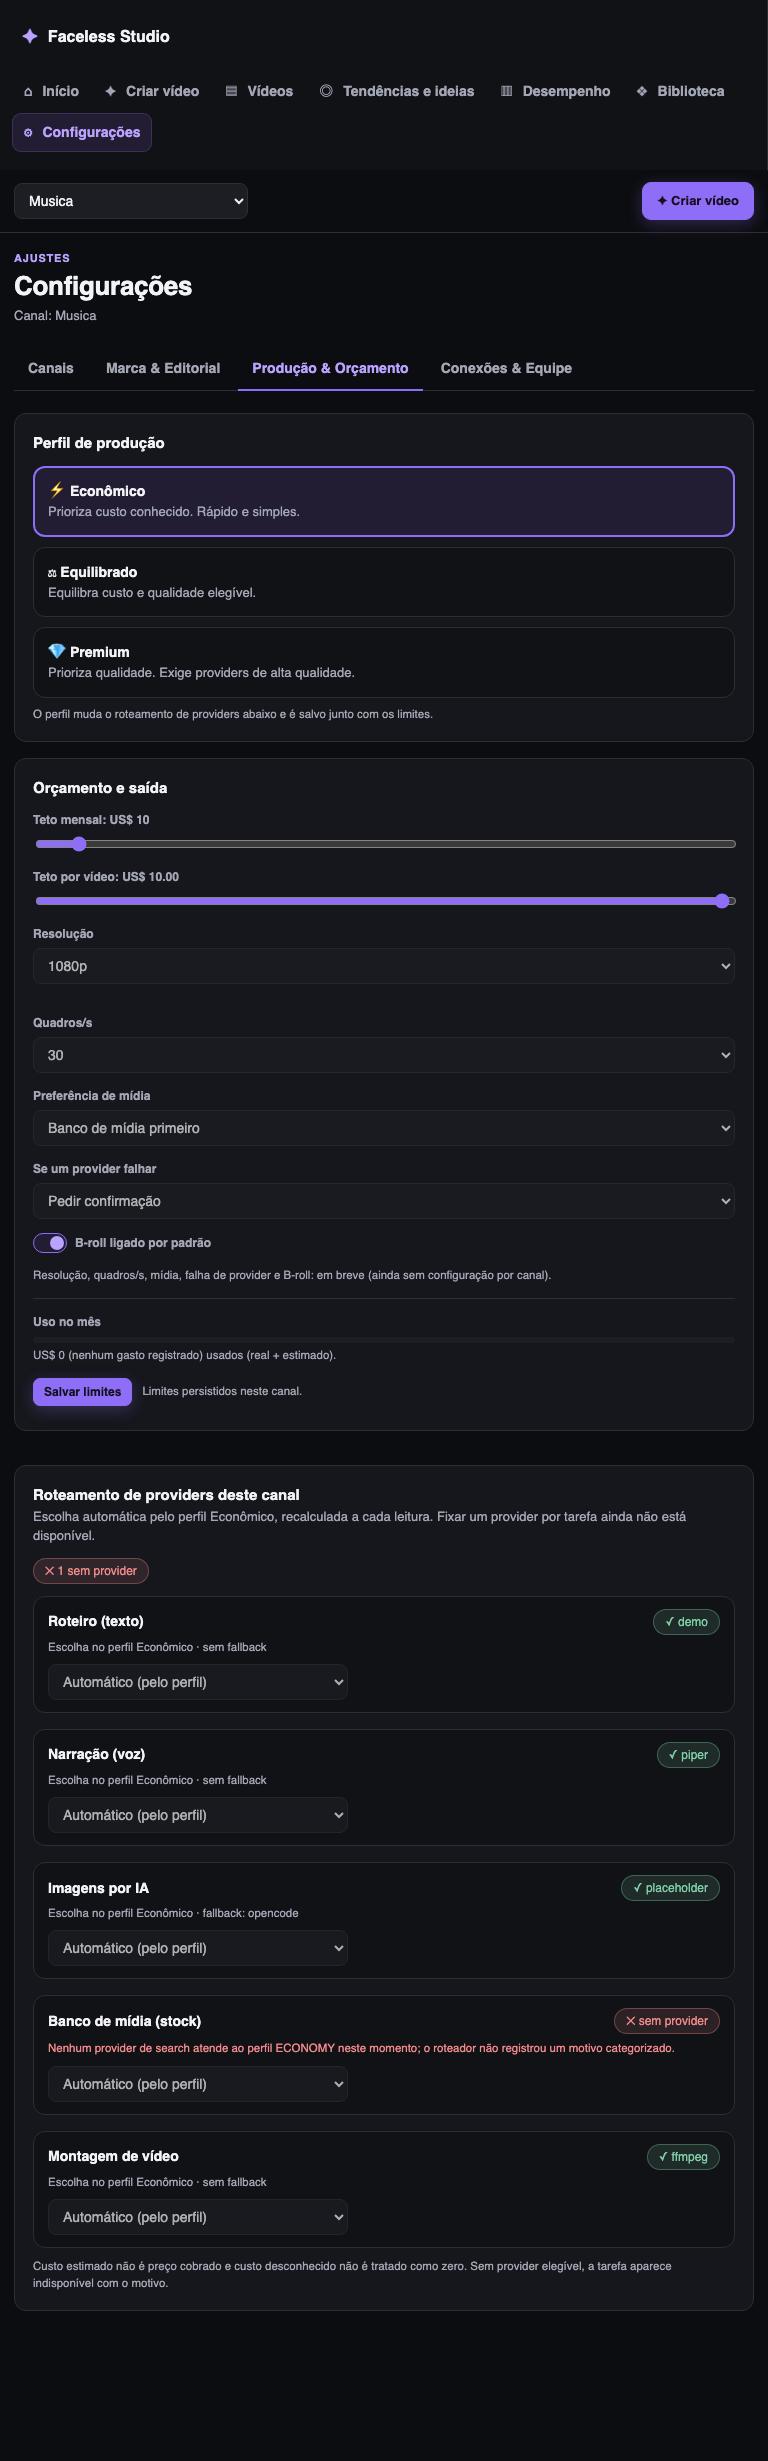 Faceless Studio
Início
Criar vídeo
Vídeos
Tendências e ideias
Desempenho
Biblioteca
Configurações
Musica
✦ Criar vídeo
AJUSTES
Configurações
Canal: Musica
Canais
Marca & Editorial
Produção & Orçamento
Conexões & Equipe
Perfil de produção
⚡ Econômico
Prioriza custo conhecido. Rápido e simples.
⚖ Equilibrado
Equilibra custo e qualidade elegível.
💎 Premium
Prioriza qualidade. Exige providers de alta qualidade.
O perfil muda o roteamento de providers abaixo e é salvo junto com os limites.
Orçamento e saída
Teto mensal: US$ 10
Teto por vídeo: US$ 10.00
Resolução
1080p
Quadros/s
30
Preferência de mídia
Banco de mídia primeiro
Se um provider falhar
Pedir confirmação
B-roll ligado por padrão
Resolução, quadros/s, mídia, falha de provider e B-roll: em breve (ainda sem configuração por canal).
Uso no mês
US$ 0 (nenhum gasto registrado) usados (real + estimado).
Salvar limites
Limites persistidos neste canal.
Roteamento de providers deste canal
Escolha automática pelo perfil Econômico, recalculada a cada leitura. Fixar um provider por tarefa ainda não está
disponível.
✕ 1 sem provider
Roteiro (texto)
✓ demo
Escolha no perfil Econômico · sem fallback
Automático (pelo perfil)
Narração (voz)
✓ piper
Escolha no perfil Econômico · sem fallback
Automático (pelo perfil)
Imagens por IA
✓ placeholder
Escolha no perfil Econômico · fallback: opencode
Automático (pelo perfil)
Banco de mídia (stock)
✕ sem provider
Nenhum provider de search atende ao perfil ECONOMY neste momento; o roteador não registrou um motivo categorizado.
Automático (pelo perfil)
Montagem de vídeo
✓ ffmpeg
Escolha no perfil Econômico · sem fallback
Automático (pelo perfil)
Custo estimado não é preço cobrado e custo desconhecido não é tratado como zero. Sem provider elegível, a tarefa aparece
indisponível com o motivo.